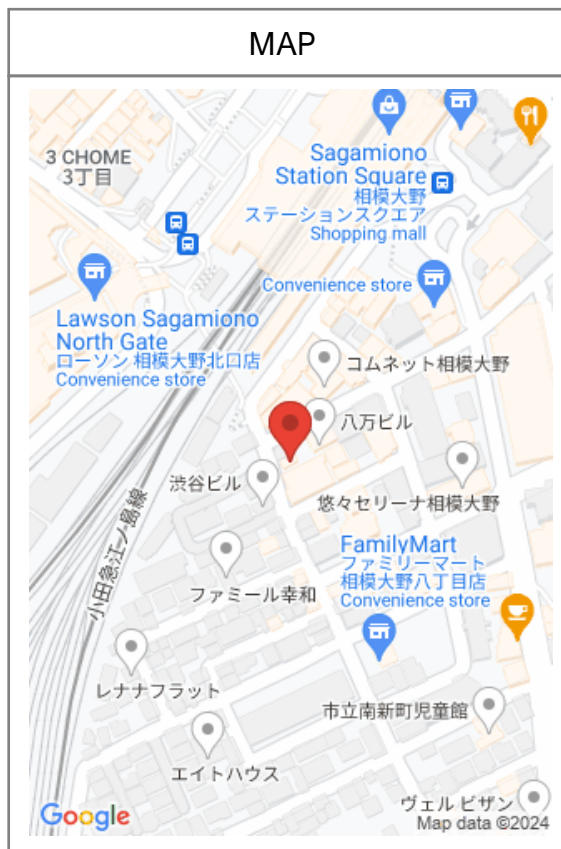 MAP
3 CHOME
3丁目
Sagamiono
Station Square
相模大野
ステーションスクエア
Shopping mall
Convenience store
Lawson Sagamiono
North Gate
ローソン 相模大野北口店
Convenience store
コムネット相模大野
八万ビル
渋谷ビル
悠々セリーナ相模大野
小田急江ノ島線
FamilyMart
ファミリーマート
相模大野八丁目店
Convenience store
ファミール幸和
レナナフラット
市立南新町児童館
エイトハウス
ヴェル ビザン
Google
Map data ©2024